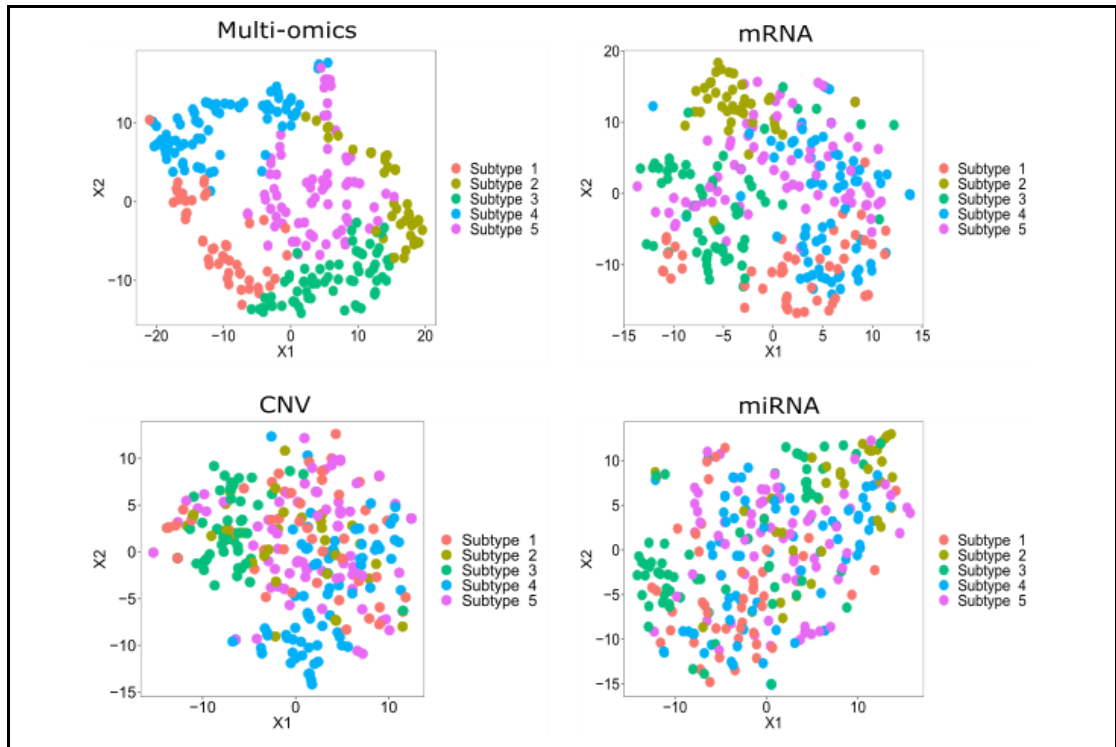 Multi-omics
10
0
−10
X2
−20
−10
0
10
20
X1
Subtype 1
Subtype 2
Subtype 3
Subtype 4
Subtype 5
mRNA
20
10
0
−10
X2
−15
−10
−5
0
5
10
15
X1
Subtype 1
Subtype 2
Subtype 3
Subtype 4
Subtype 5
CNV
10
5
0
−5
−10
−15
X2
−10
0
10
X1
Subtype 1
Subtype 2
Subtype 3
Subtype 4
Subtype 5
miRNA
10
5
0
−5
−10
−15
X2
−10
0
10
X1
Subtype 1
Subtype 2
Subtype 3
Subtype 4
Subtype 5